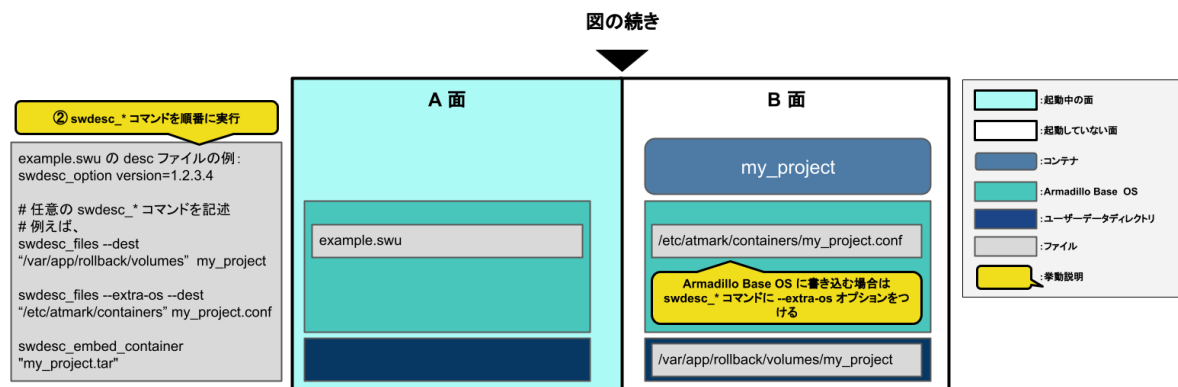 図の続き
A 面
B 面
② swdesc_* コマンドを順番に実行
example.swu の desc ファイルの例:
swdesc_option version=1.2.3.4
# 任意の swdesc_* コマンドを記述
# 例えば、
swdesc_files --dest
“/var/app/rollback/volumes” my_project
swdesc_files --extra-os --dest
“/etc/atmark/containers” my_project.conf
swdesc_embed_container
"my_project.tar"
example.swu
my_project
/etc/atmark/containers/my_project.conf
Armadillo Base OS に書き込む場合は
swdesc_* コマンドに --extra-os オプションをつ
ける
/var/app/rollback/volumes/my_project
:起動中の面
:起動していない面
:コンテナ
:Armadillo Base OS
:ユーザーデータディレクトリ
:ファイル
:挙動説明